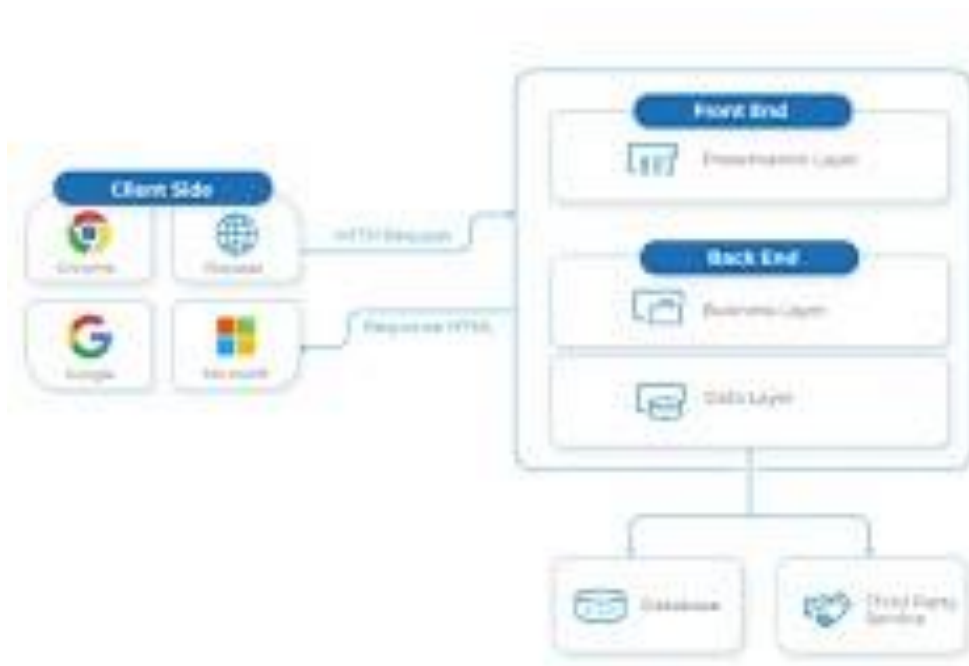 Front End
Presentation Layer
Client Side
Chrome
HTTP Request
Back End
Business Layer
Response HTML
Google
Microsoft
Data Layer
Database
Third Party
Service